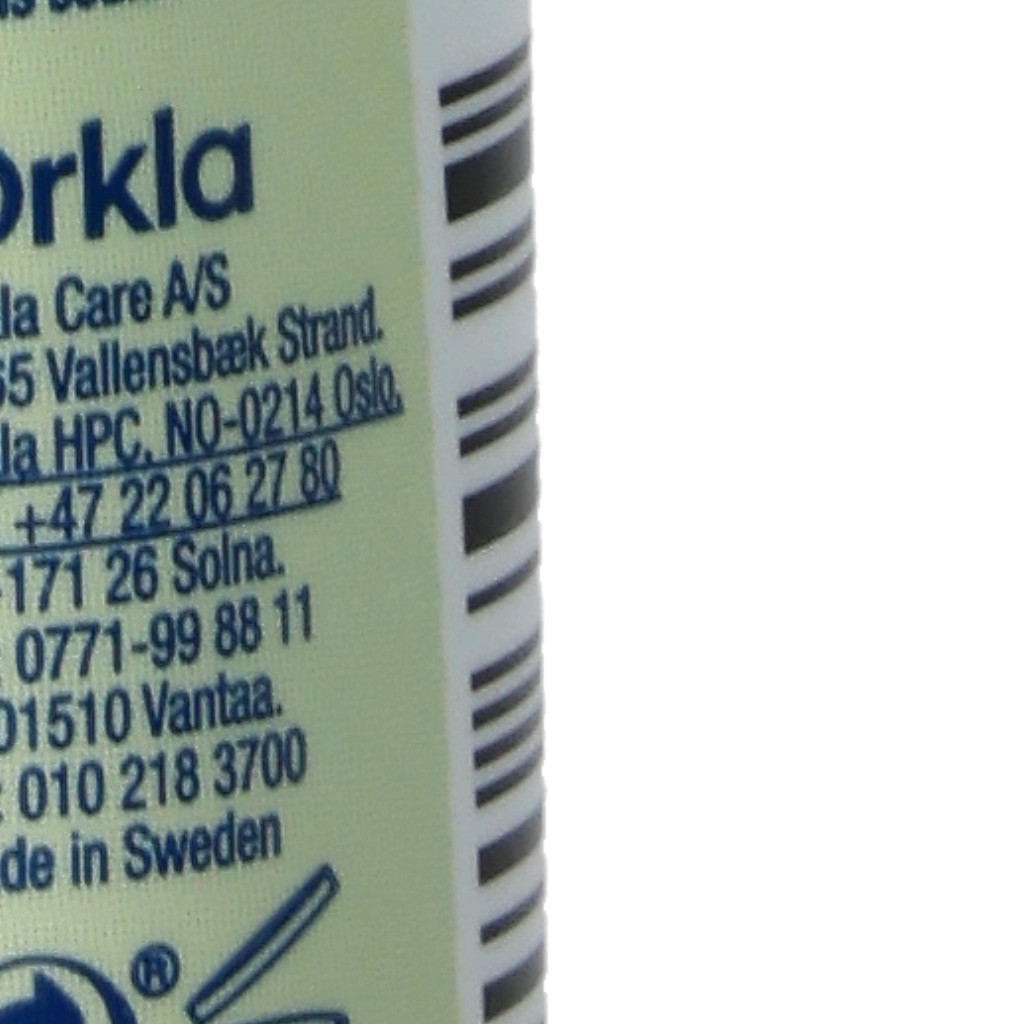 Orkla
la Care A/S
65 Vallensbæk Strand.
la HPC, NO-0214 Oslo.
+47 22 06 27 80
-171 26 Solna.
: 0771-99 88 11
01510 Vantaa.
: 010 218 3700
de in Sweden
®